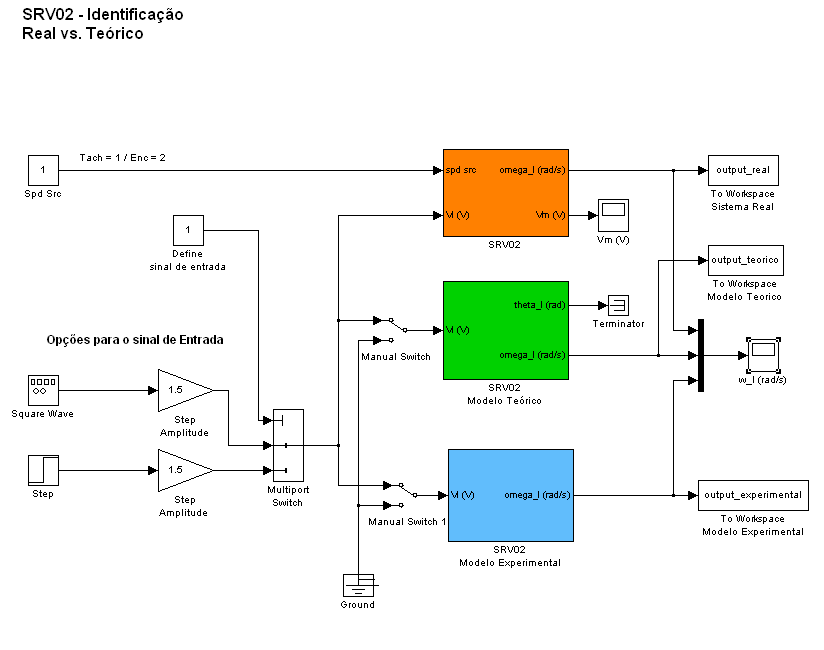 SRV02 - Identificação
Real vs. Teórico
Tach = 1 / Enc = 2
1
Spd Src
spd src
omega_l (rad/s)
Vi (V)
Vm (V)
SRV02
output_real
To Workspace
Sistema Real
Vm (V)
1
Define
sinal de entrada
output_teorico
To Workspace
Modelo Teorico
theta_l (rad)
Vi (V)
omega_l (rad/s)
SRV02
Modelo Teórico
Terminator
Manual Switch
w_l (rad/s)
Opções para o sinal de Entrada
Square Wave
1.5
Step
Amplitude
Step
1.5
Step
Amplitude
Multiport
Switch
Manual Switch 1
Vi (V)
omega_l (rad/s)
SRV02
Modelo Experimental
output_experimental
To Workspace
Modelo Experimental
Ground